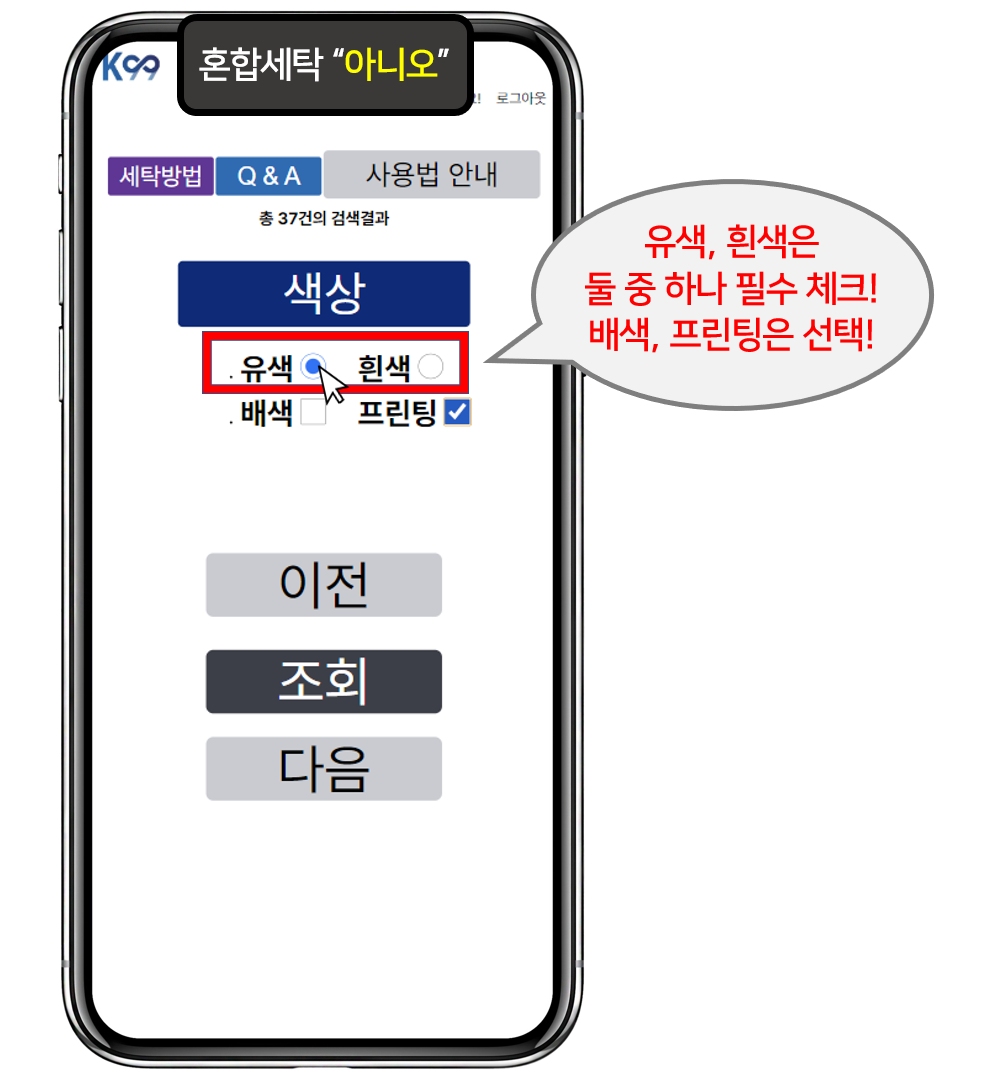 혼합세탁 “아니오”
K99
로그아웃
세탁방법 Q & A 사용법 안내
총 37건의 검색결과
색상
. 유색 흰색
. 배색 프린팅
유색, 흰색은
둘 중 하나 필수 체크!
배색, 프린팅은 선택!
이전
조회
다음